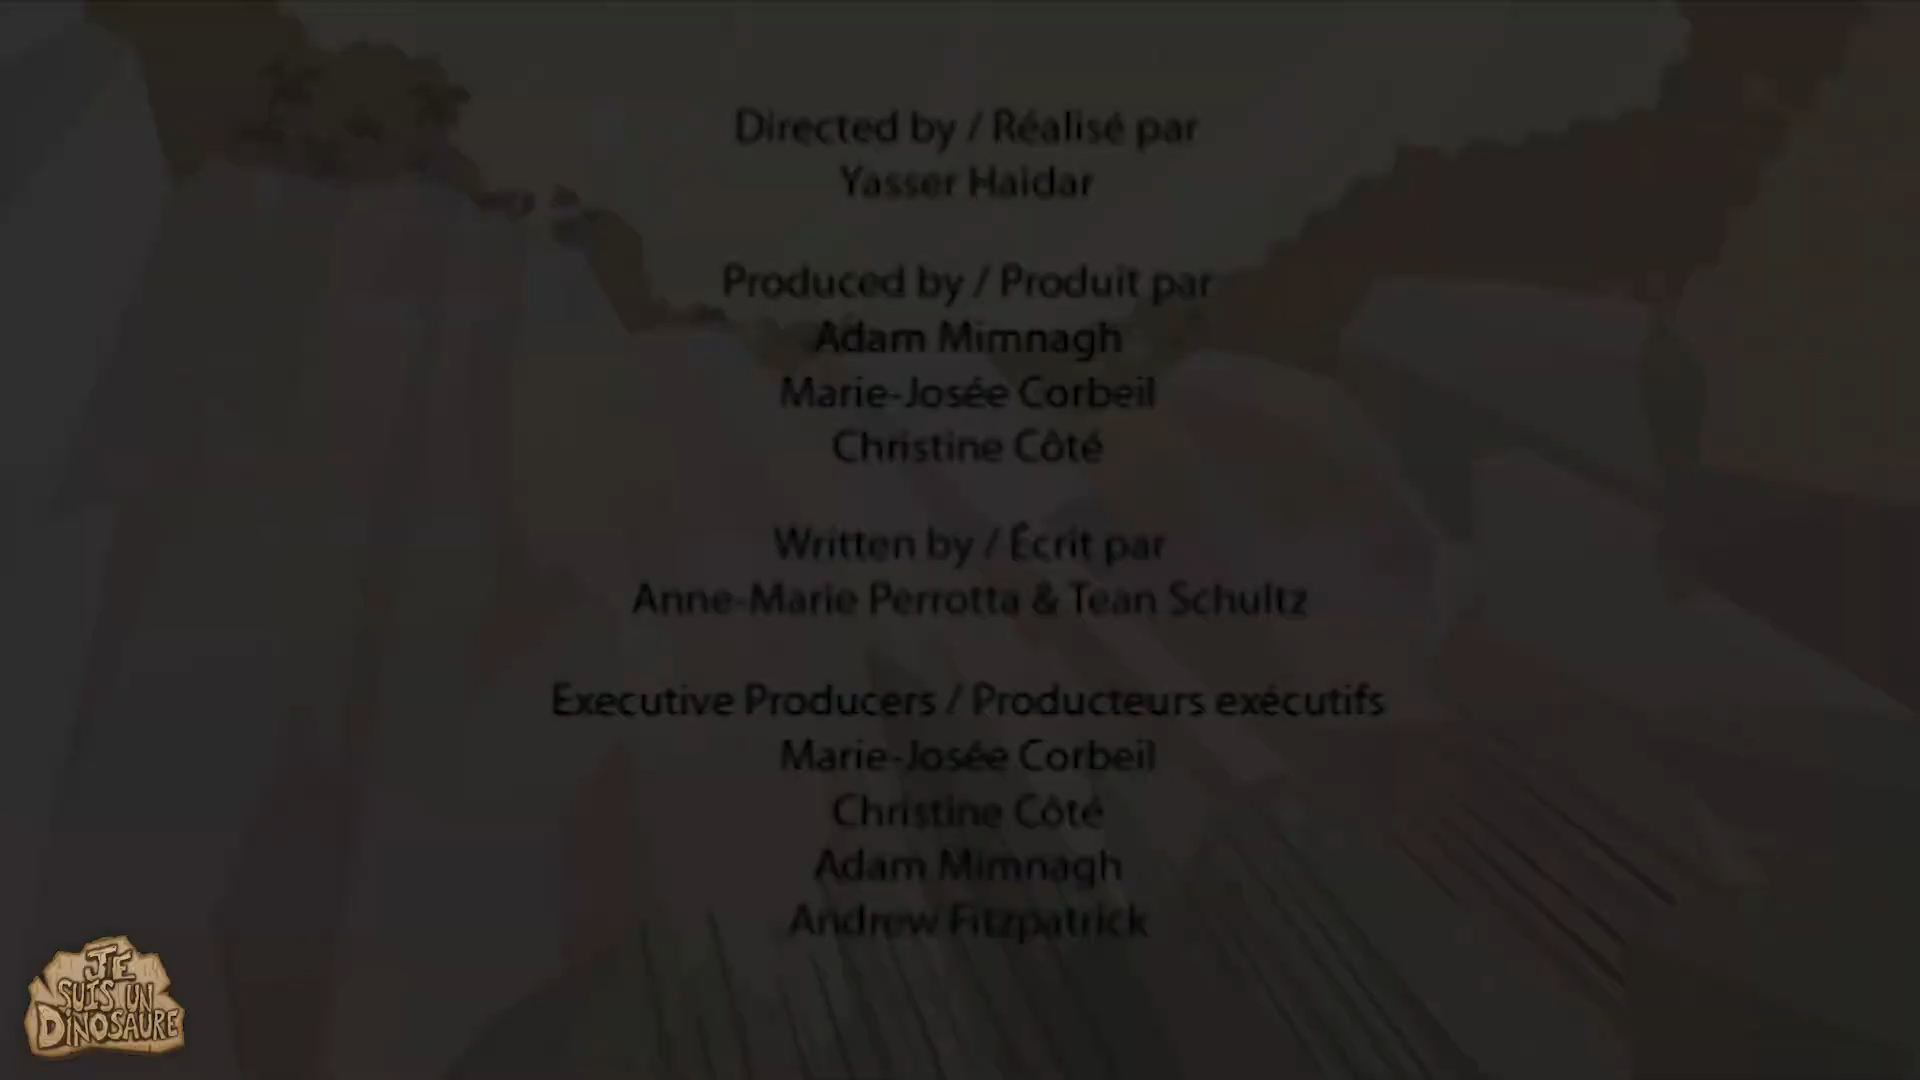 Directed by / Réalisé par
Yasser Haidar
Produced by / Produit par
Adam Mimnagh
Marie-Josée Corbeil
Christine Côté
Written by / Écrit par
Anne-Marie Perrotta & Tean Schultz
Executive Producers / Producteurs exécutifs
Marie-Josée Corbeil
Christine Côté
Adam Mimnagh
Andrew Fitzpatrick
JE
SUIS UN
DINOSAURE